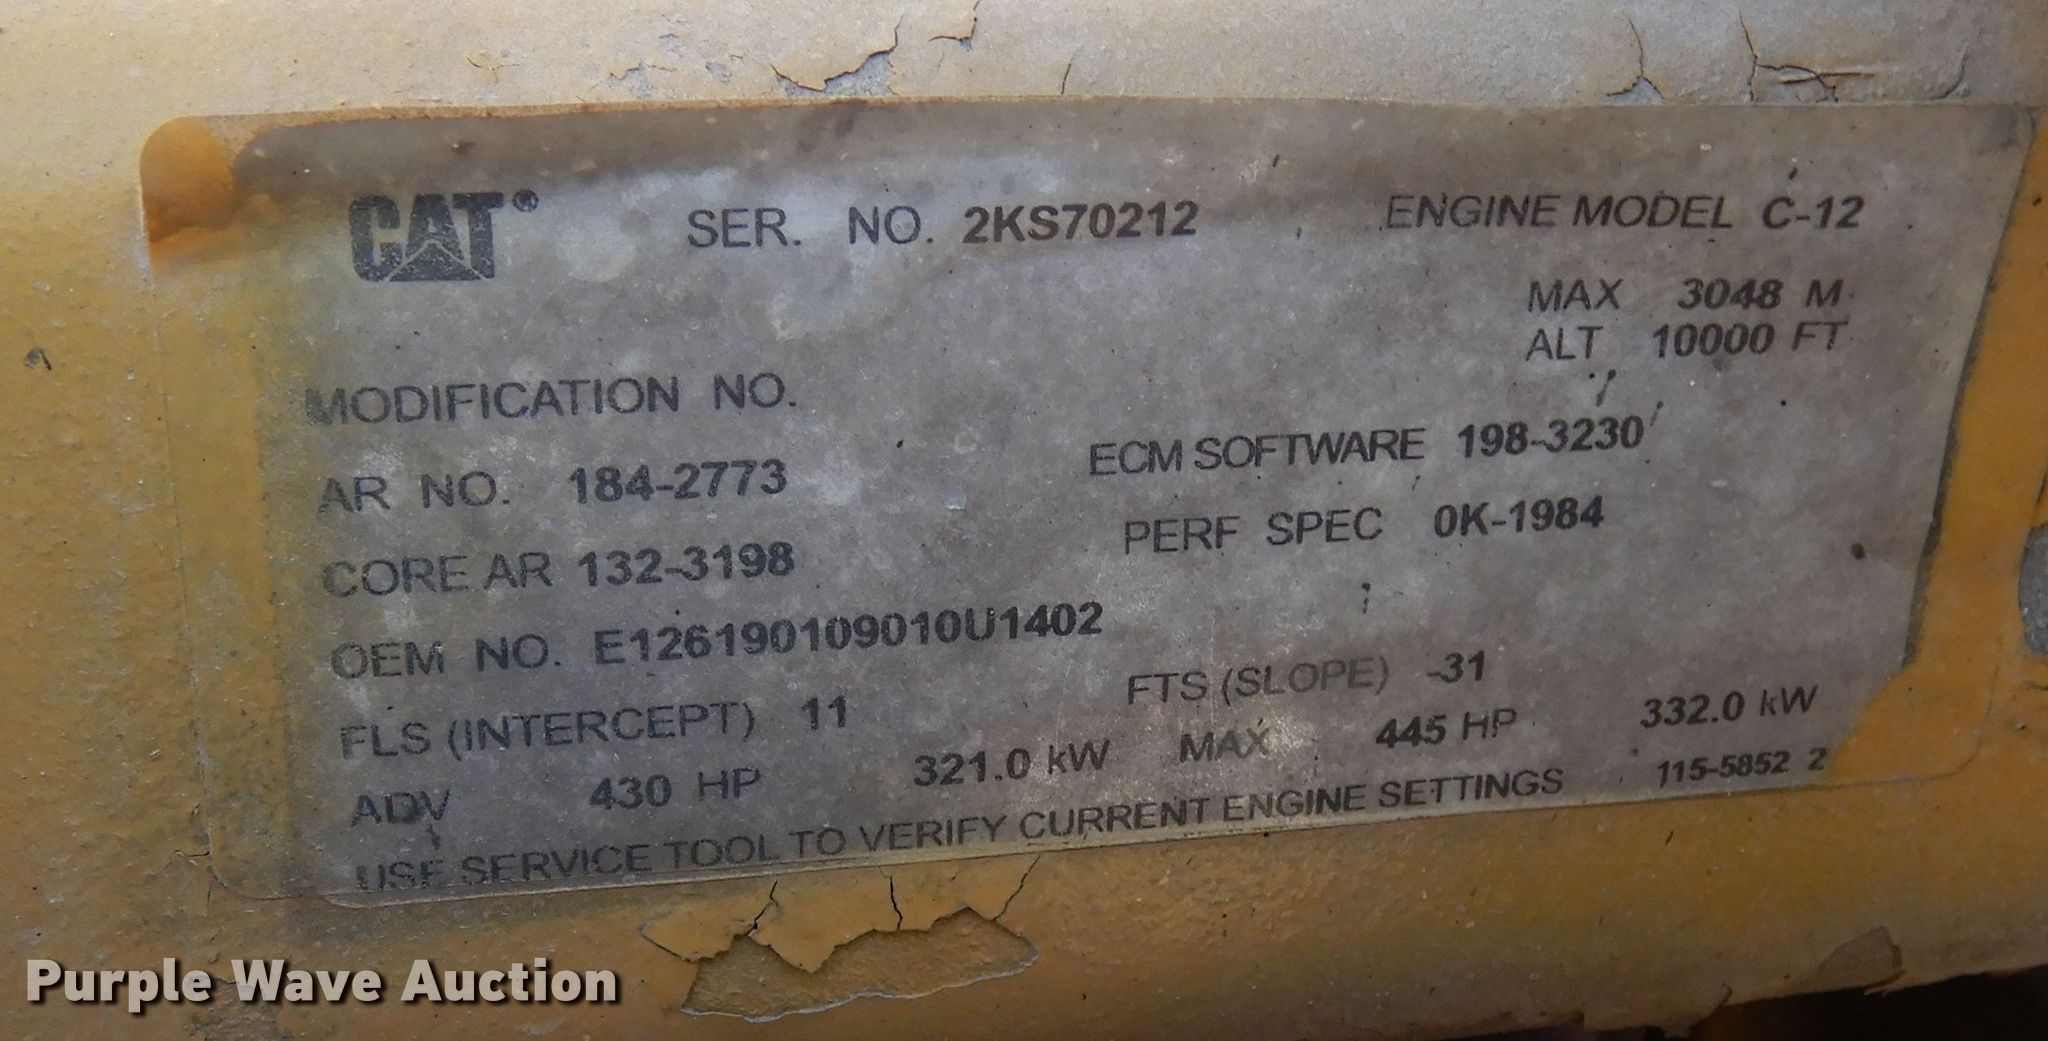 CAT® SER. NO. 2KS70212 ENGINE MODEL C-12
MAX 3048 M
ALT 10000 FT
MODIFICATION NO.
AR NO. 184-2773 ECM SOFTWARE 198-3230
CORE AR 132-3198 PERF SPEC 0K-1984
OEM NO. E126190109010U1402
FLS (INTERCEPT) 11 FTS (SLOPE) -31
ADV 430 HP 321.0 kW MAX 445 HP 332.0 kW
USE SERVICE TOOL TO VERIFY CURRENT ENGINE SETTINGS 115-5852 2
Purple Wave Auction